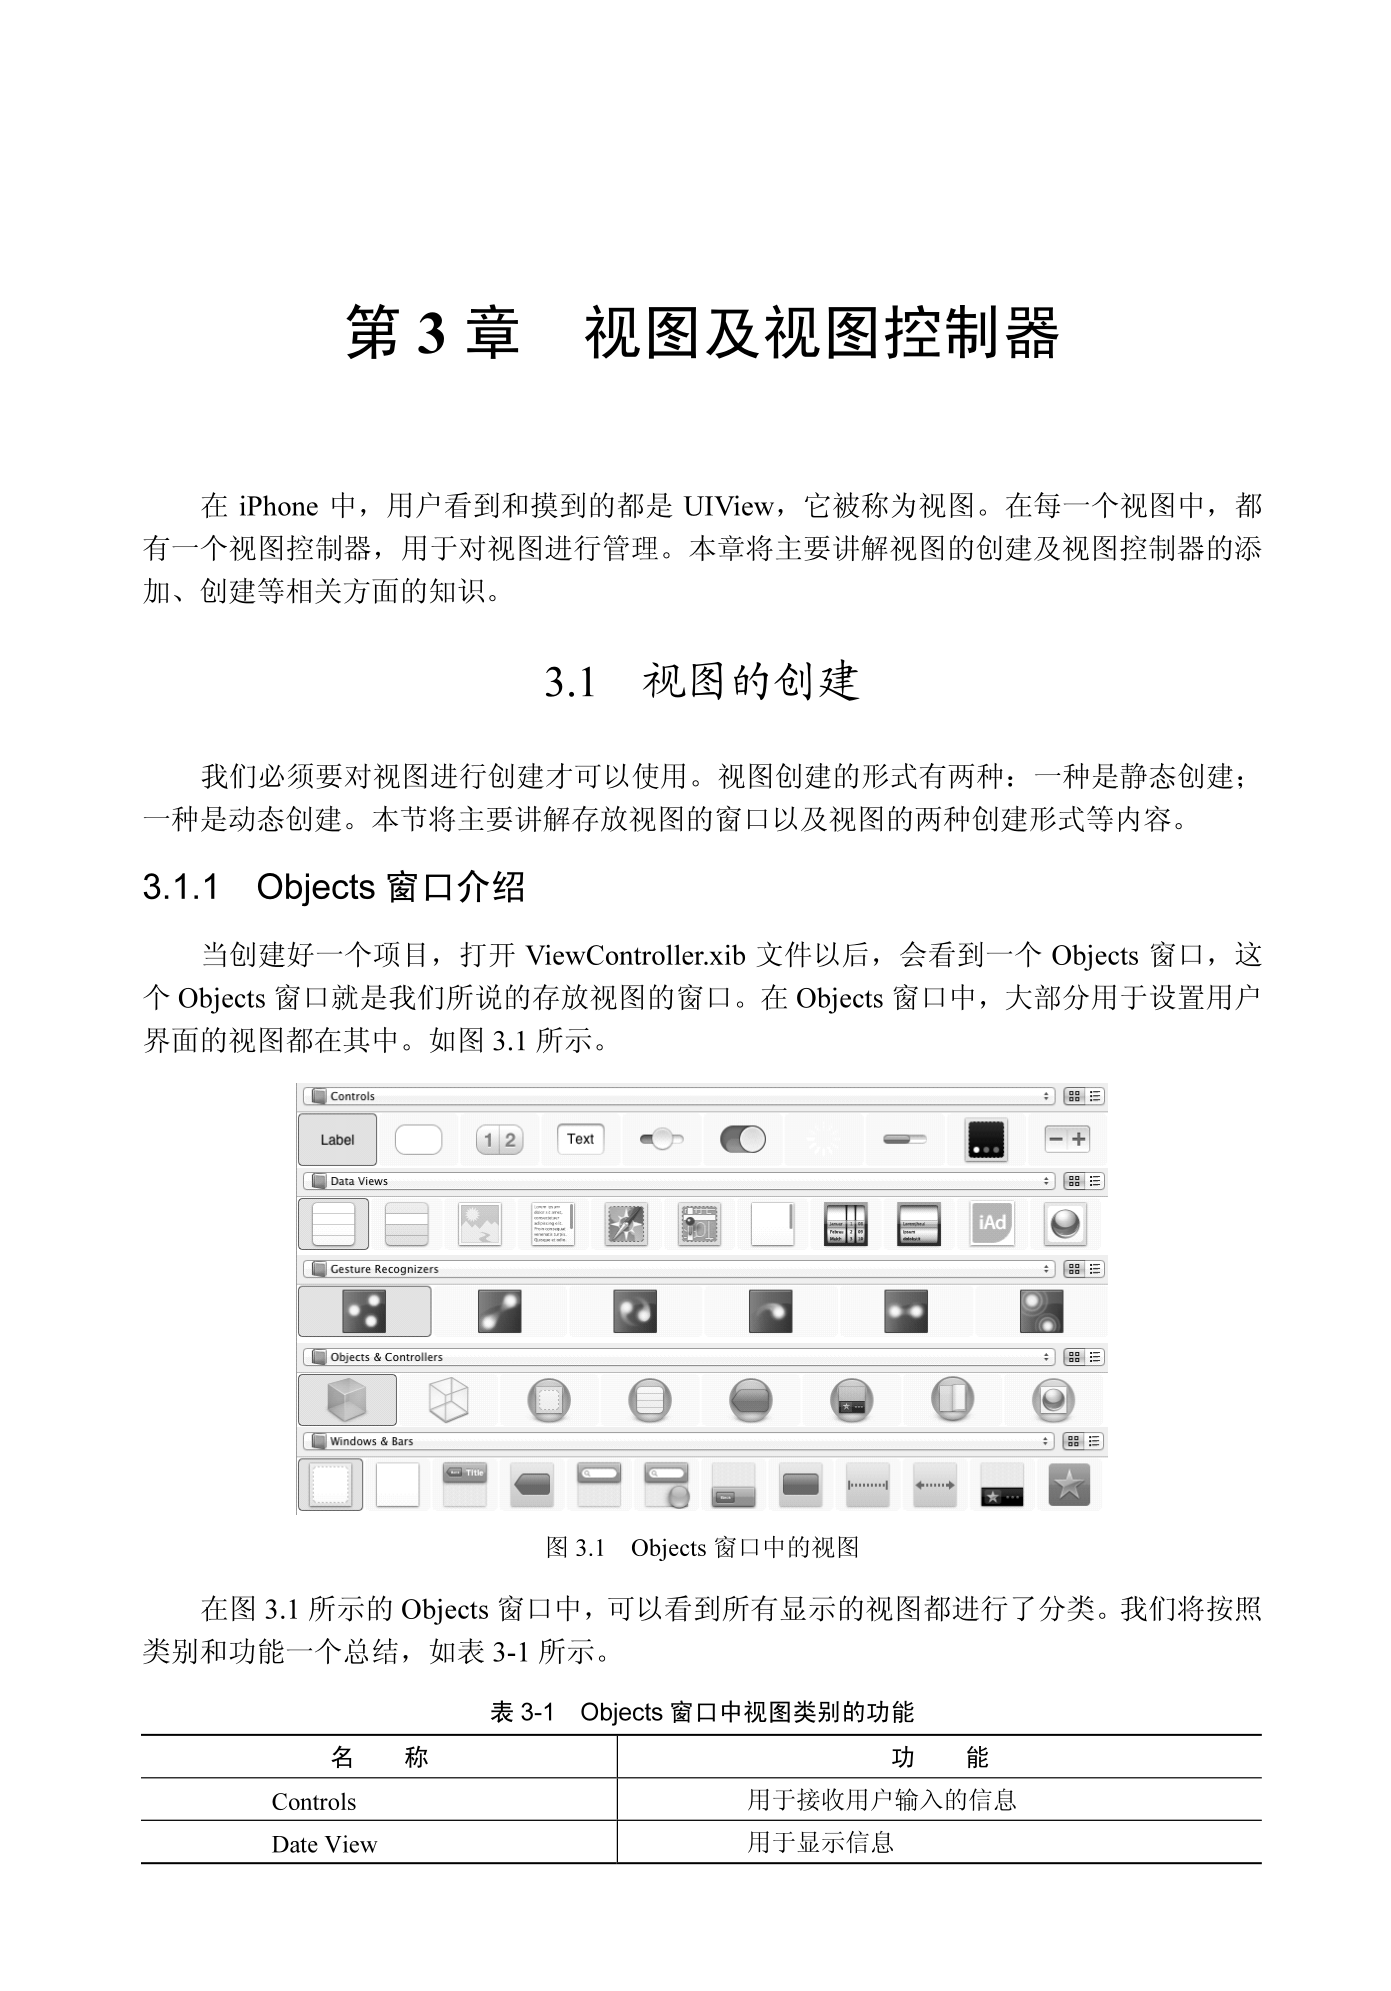 第 3 章　视图及视图控制器
在 iPhone 中，用户看到和摸到的都是 UIView，它被称为视图。在每一个视图中，都
有一个视图控制器，用于对视图进行管理。本章将主要讲解视图的创建及视图控制器的添
加、创建等相关方面的知识。
3.1　视图的创建
我们必须要对视图进行创建才可以使用。视图创建的形式有两种：一种是静态创建；
一种是动态创建。本节将主要讲解存放视图的窗口以及视图的两种创建形式等内容。
3.1.1　Objects 窗口介绍
当创建好一个项目，打开 ViewController.xib 文件以后，会看到一个 Objects 窗口，这
个 Objects 窗口就是我们所说的存放视图的窗口。在 Objects 窗口中，大部分用于设置用户
界面的视图都在其中。如图 3.1 所示。
Controls
Label 1 2 Text
Data Views
iAd
Gesture Recognizers
Objects & Controllers
Windows & Bars
Title
图 3.1　Objects 窗口中的视图
在图 3.1 所示的 Objects 窗口中，可以看到所有显示的视图都进行了分类。我们将按照
类别和功能一个总结，如表 3-1 所示。
表 3-1　Objects 窗口中视图类别的功能
名　　称　功　　能
Controls　用于接收用户输入的信息
Date View　用于显示信息